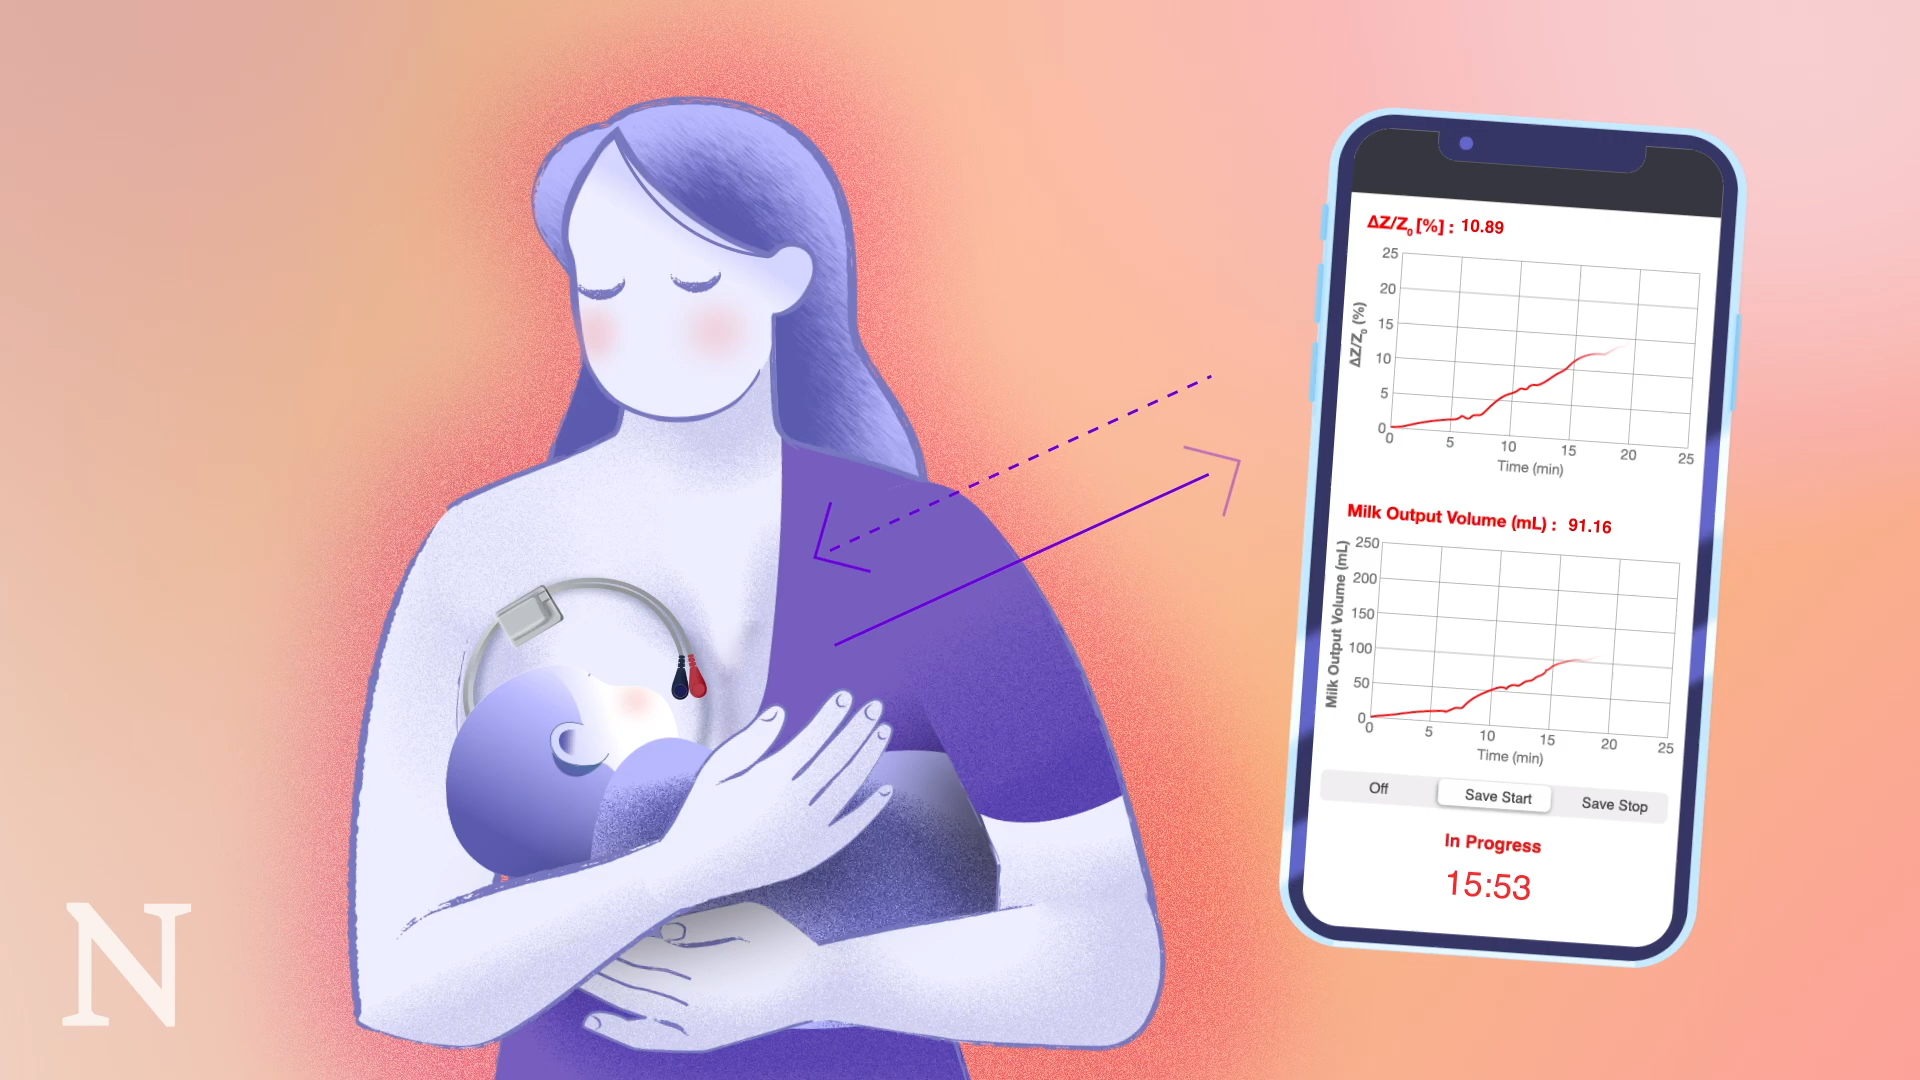 N
ΔZ/Z₀ [%] : 10.89
ΔZ/Z₀ (%)
25
20
15
10
5
0
0 5 10 15 20 25
Time (min)
Milk Output Volume (mL) : 91.16
Milk Output Volume (mL)
250
200
150
100
50
0
0 5 10 15 20 25
Time (min)
Off Save Start Save Stop
In Progress
15:53